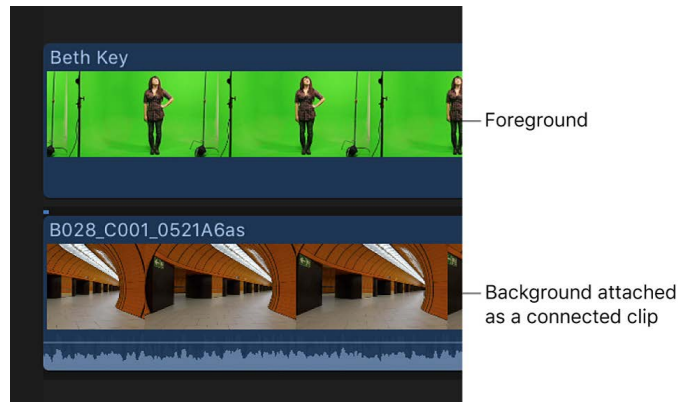 Beth Key
Foreground
B028_C001_0521A6as
Background attached
as a connected clip